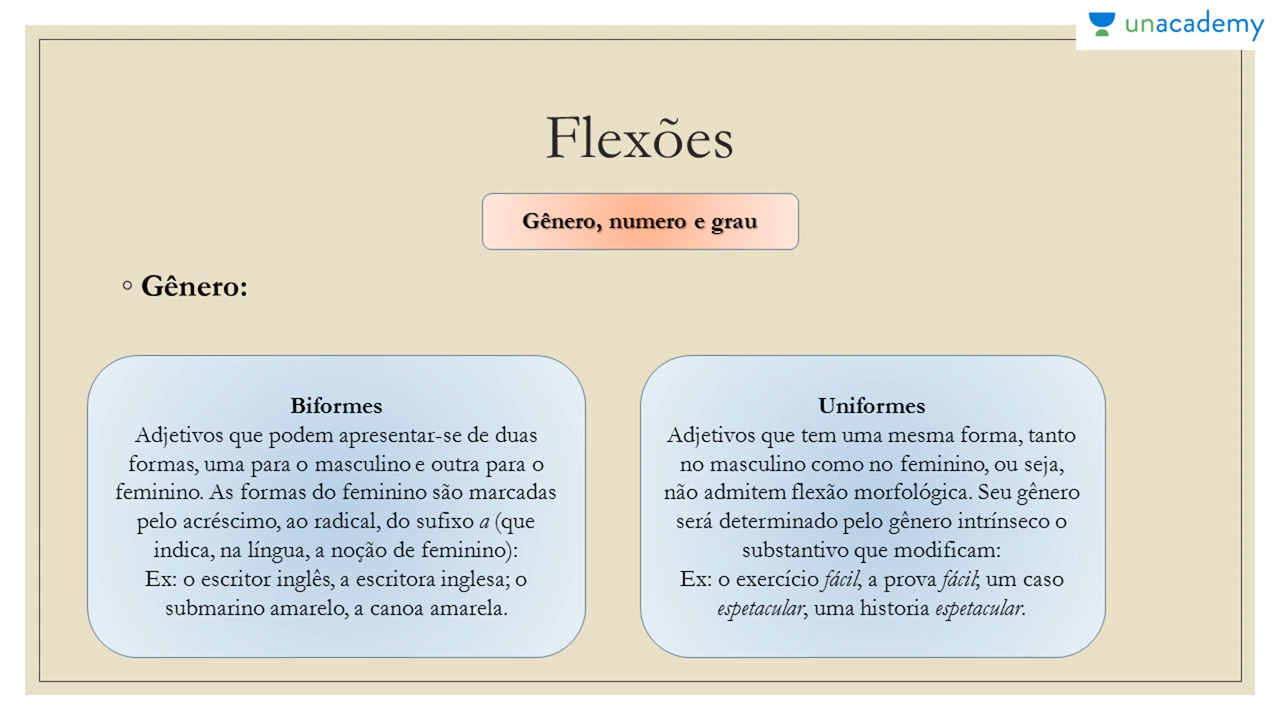 unacademy
Flexões
Gênero, numero e grau
◦ Gênero:
Biformes
Adjetivos que podem apresentar-se de duas
formas, uma para o masculino e outra para o
feminino. As formas do feminino são marcadas
pelo acréscimo, ao radical, do sufixo a (que
indica, na língua, a noção de feminino):
Ex: o escritor inglês, a escritora inglesa; o
submarino amarelo, a canoa amarela.
Uniformes
Adjetivos que tem uma mesma forma, tanto
no masculino como no feminino, ou seja,
não admitem flexão morfológica. Seu gênero
será determinado pelo gênero intrínseco o
substantivo que modificam:
Ex: o exercício fácil, a prova fácil; um caso
espetacular, uma historia espetacular.